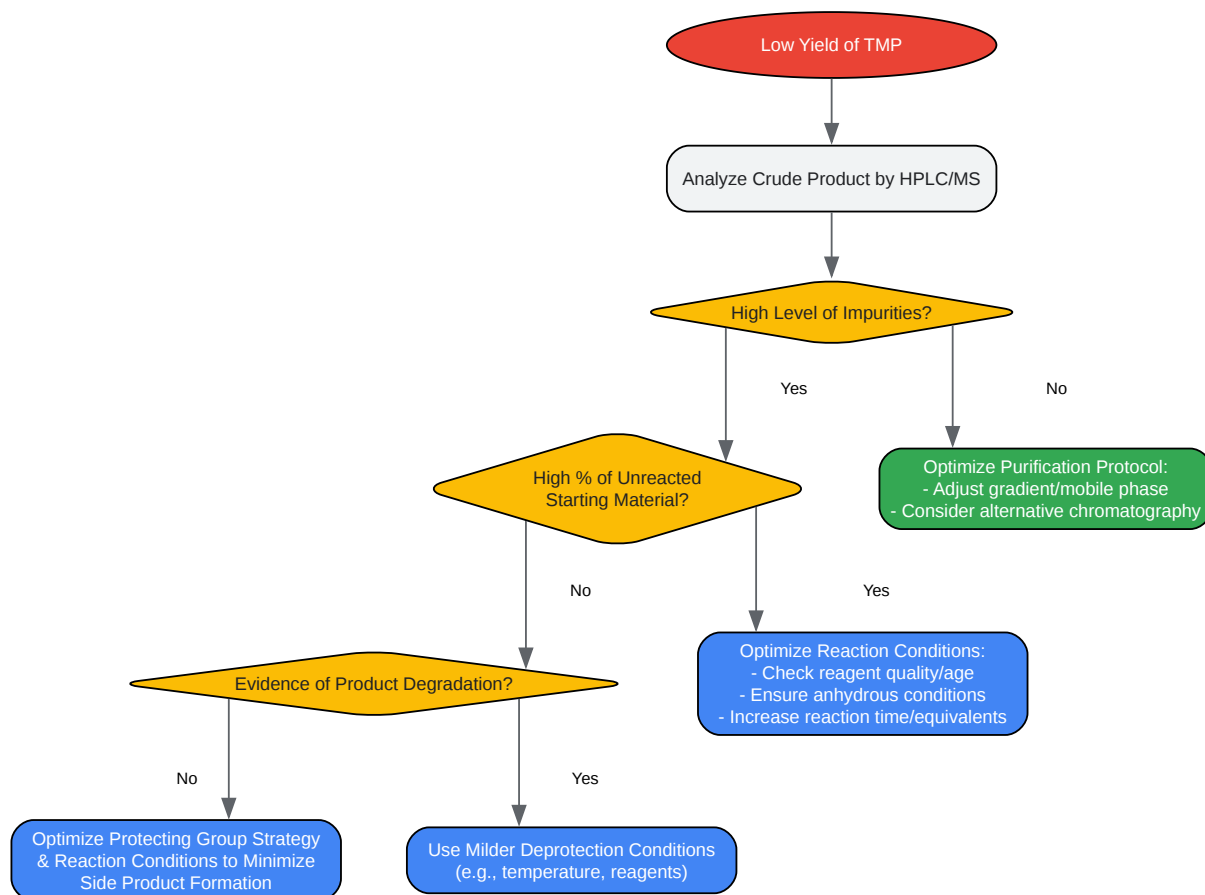 Low Yield of TMP
Analyze Crude Product by HPLC/MS
High Level of Impurities?
Yes
No
High % of Unreacted
Starting Material?
Optimize Purification Protocol:
- Adjust gradient/mobile phase
- Consider alternative chromatography
No
Yes
Evidence of Product Degradation?
Optimize Reaction Conditions:
- Check reagent quality/age
- Ensure anhydrous conditions
- Increase reaction time/equivalents
No
Yes
Optimize Protecting Group Strategy
& Reaction Conditions to Minimize
Side Product Formation
Use Milder Deprotection Conditions
(e.g., temperature, reagents)